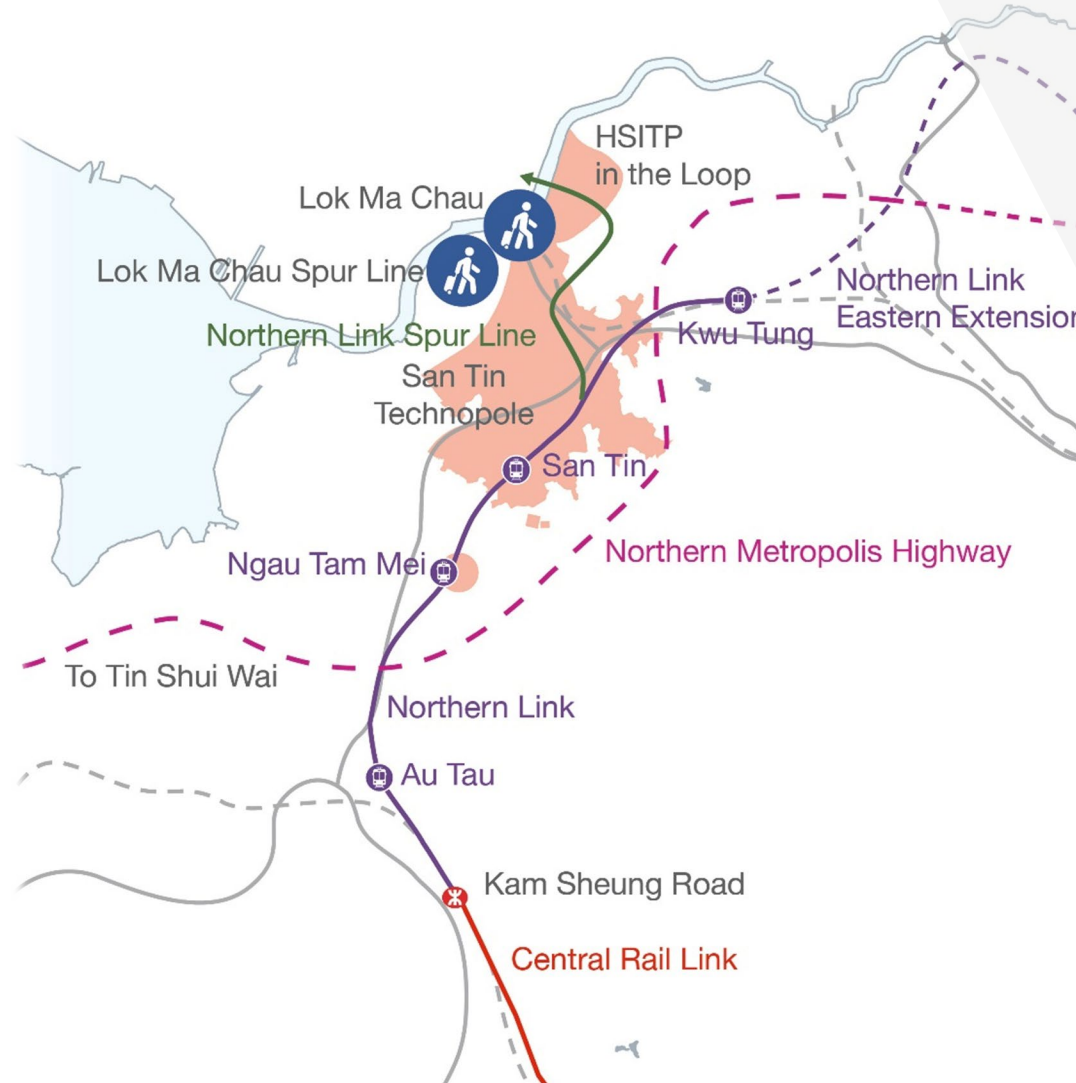 HSITP
in the Loop
Lok Ma Chau
Lok Ma Chau Spur Line
Northern Link
Eastern Extension
Northern Link Spur Line
Kwu Tung
San Tin
Technopole
San Tin
Northern Metropolis Highway
Ngau Tam Mei
To Tin Shui Wai
Northern Link
Au Tau
Kam Sheung Road
Central Rail Link